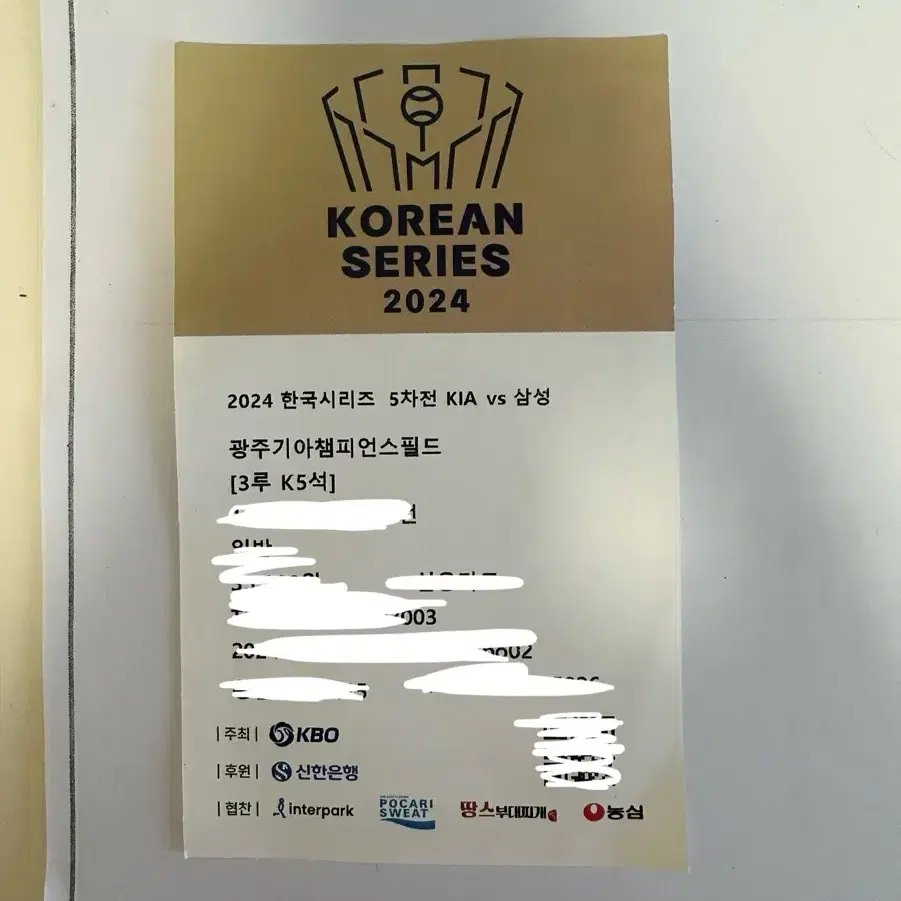 KOREAN
SERIES
2024
2024 한국시리즈 5차전 KIA vs 삼성
광주기아챔피언스필드
[3루 K5석]
003
02
|주최| KBO
|후원| 신한은행
|협찬| interpark POCARI SWEAT 땅스부대찌개 농심